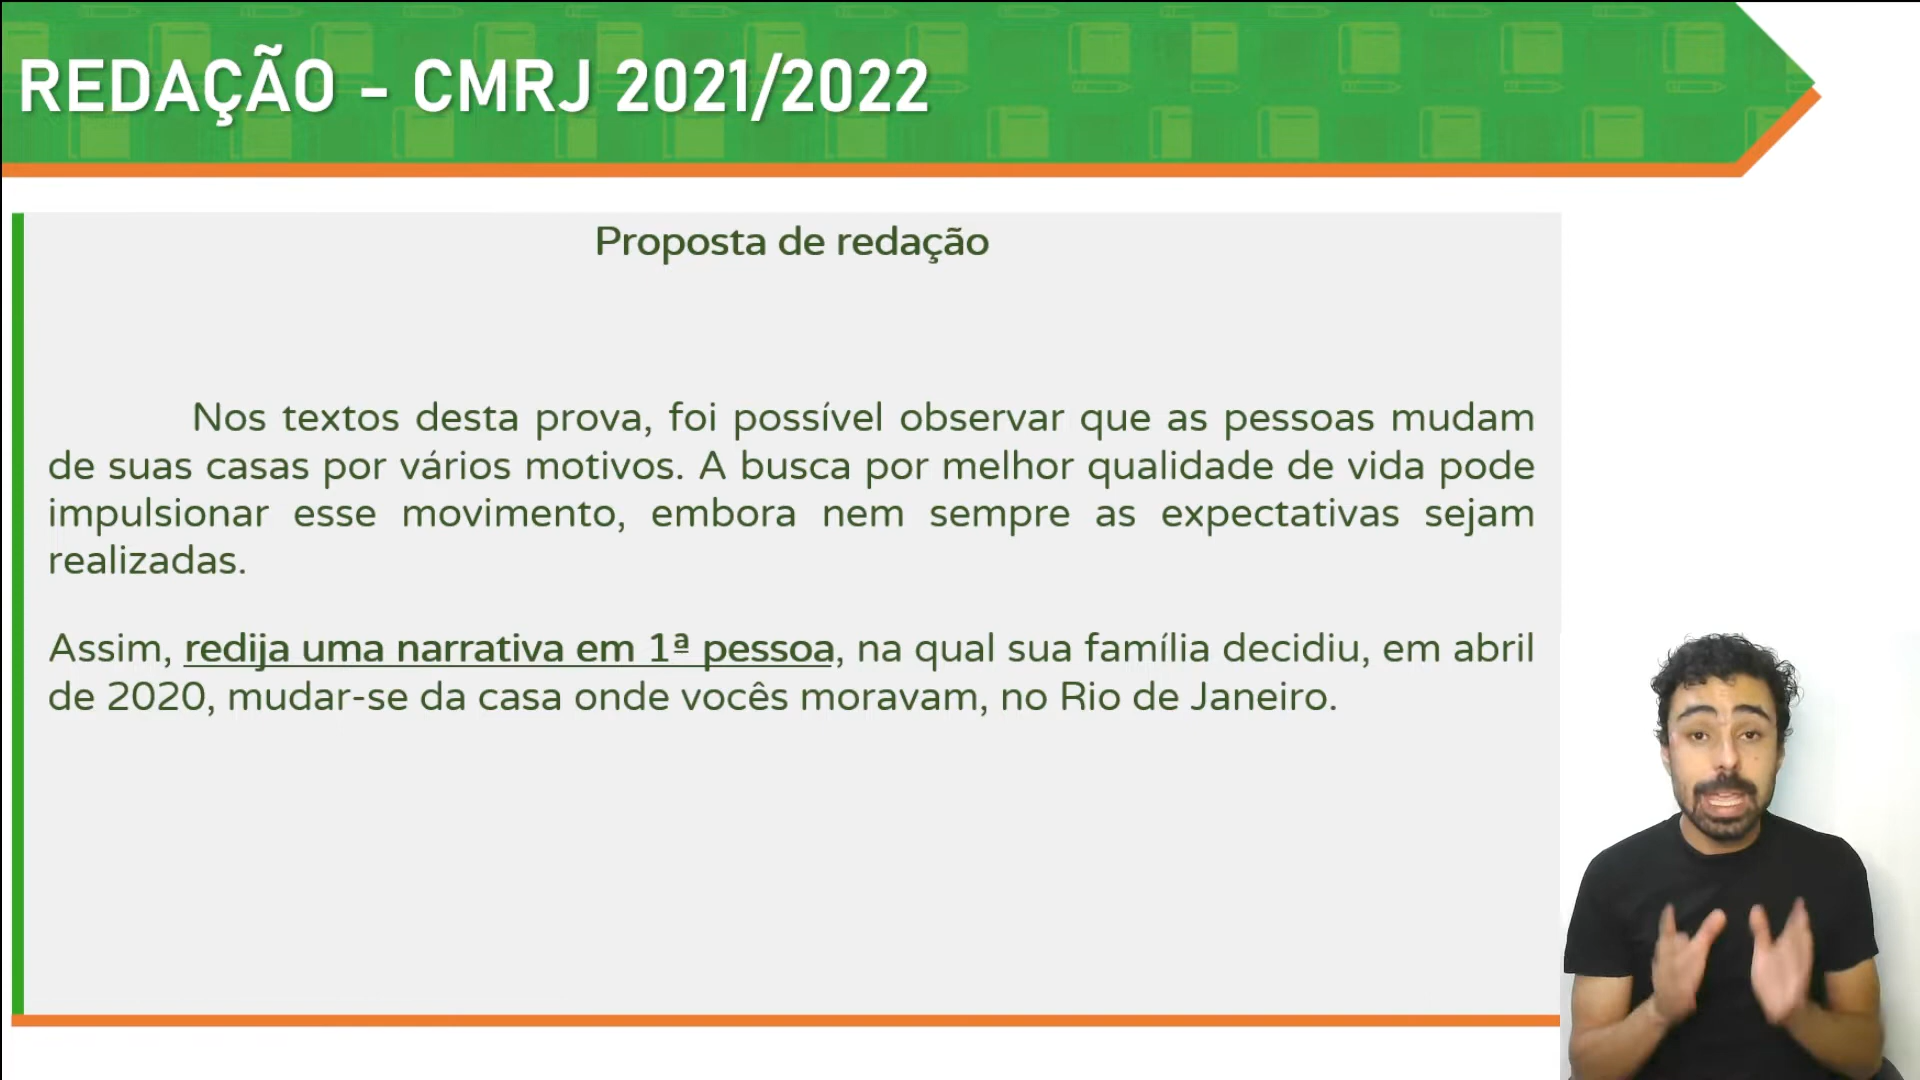 REDAÇÃO - CMRJ 2021/2022
Proposta de redação
Nos textos desta prova, foi possível observar que as pessoas mudam
de suas casas por vários motivos. A busca por melhor qualidade de vida pode
impulsionar esse movimento, embora nem sempre as expectativas sejam
realizadas.
Assim, redija uma narrativa em 1ª pessoa, na qual sua família decidiu, em abril
de 2020, mudar-se da casa onde vocês moravam, no Rio de Janeiro.